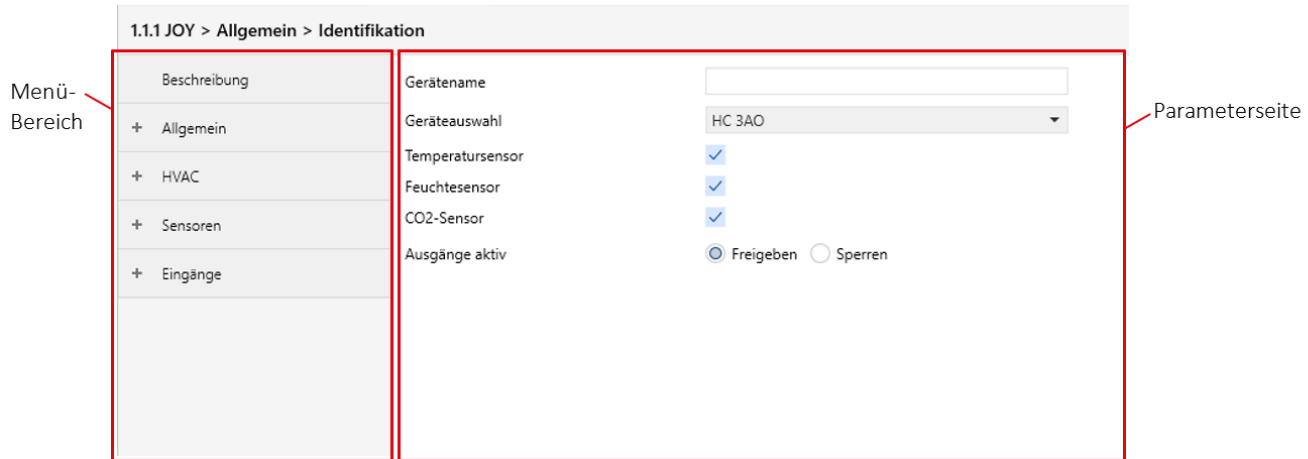 1.1.1 JOY > Allgemein > Identifikation
Menü-
Bereich
Beschreibung
+ Allgemein
+ HVAC
+ Sensoren
+ Eingänge
Gerätename
Geräteauswahl HC 3AO
Temperatursensor
Feuchtesensor
CO2-Sensor
Ausgänge aktiv Freigeben Sperren
Parameterseite